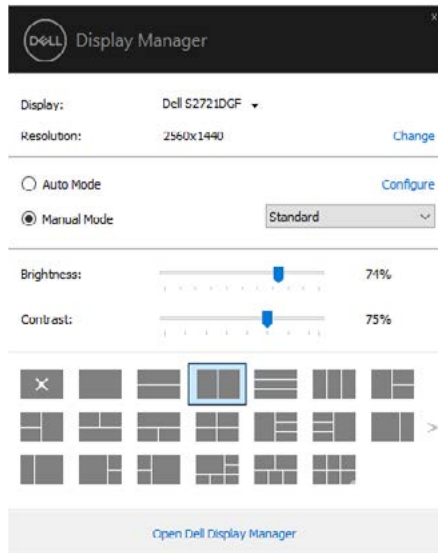 x
DELL Display Manager
Display: Dell S2721DGF
Resolution: 2560x1440 Change
Auto Mode Configure
Manual Mode Standard
Brightness: 74%
Contrast: 75%
>
Open Dell Display Manager